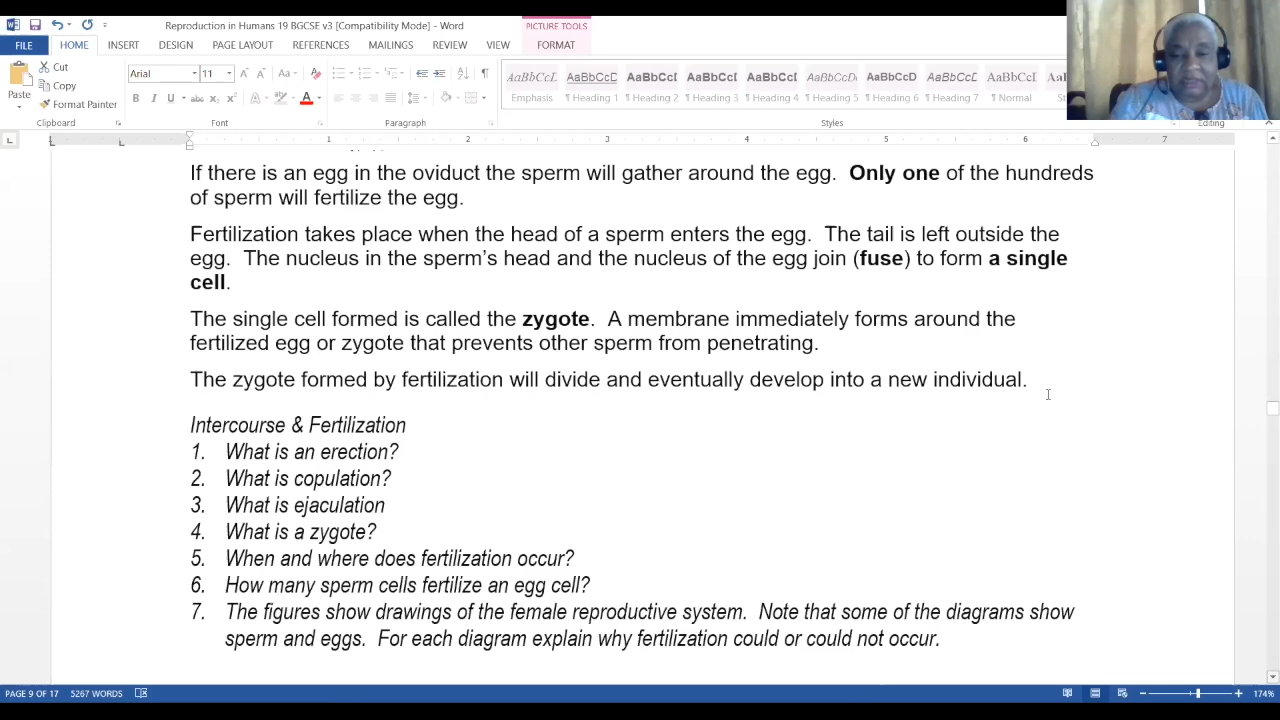 Reproduction in Humans 19 BGCSE v3 [Compatibility Mode] - Word
PICTURE TOOLS
FILE HOME INSERT DESIGN PAGE LAYOUT REFERENCES MAILINGS REVIEW VIEW FORMAT
Paste
Cut
Copy
Format Painter
Arial 11
AaBbCcL AaBbCcD AaBbCcI AaBbCcI AaBbCcI AaBbCcDc AaBbCcD AaBbCcD AaBbCcD
Emphasis ¶ Heading 1 ¶ Heading 2 ¶ Heading 3 ¶ Heading 4 ¶ Heading 5 ¶ Heading 6 ¶ Heading 7 ¶ Normal
Clipboard Font Paragraph Styles Editing
1 1 2 3 4 5 6 7
If there is an egg in the oviduct the sperm will gather around the egg. Only one of the hundreds
of sperm will fertilize the egg.
Fertilization takes place when the head of a sperm enters the egg. The tail is left outside the
egg. The nucleus in the sperm’s head and the nucleus of the egg join (fuse) to form a single
cell.
The single cell formed is called the zygote. A membrane immediately forms around the
fertilized egg or zygote that prevents other sperm from penetrating.
The zygote formed by fertilization will divide and eventually develop into a new individual.
Intercourse & Fertilization
1. What is an erection?
2. What is copulation?
3. What is ejaculation
4. What is a zygote?
5. When and where does fertilization occur?
6. How many sperm cells fertilize an egg cell?
7. The figures show drawings of the female reproductive system. Note that some of the diagrams show
sperm and eggs. For each diagram explain why fertilization could or could not occur.
PAGE 9 OF 17 5267 WORDS 174%